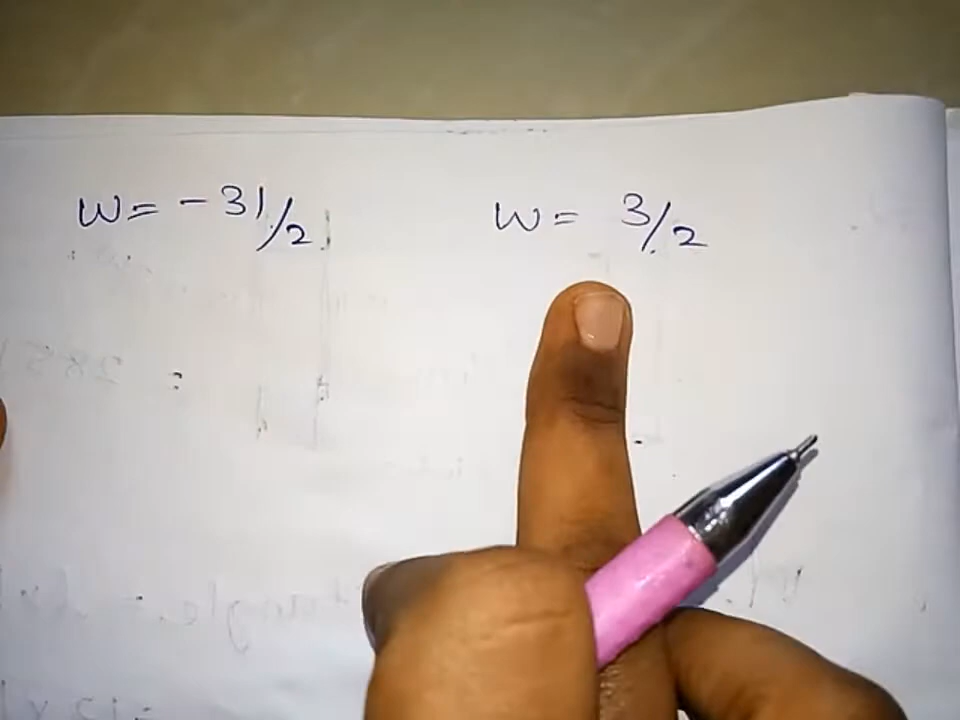 W = - 31/2 W = 3/2